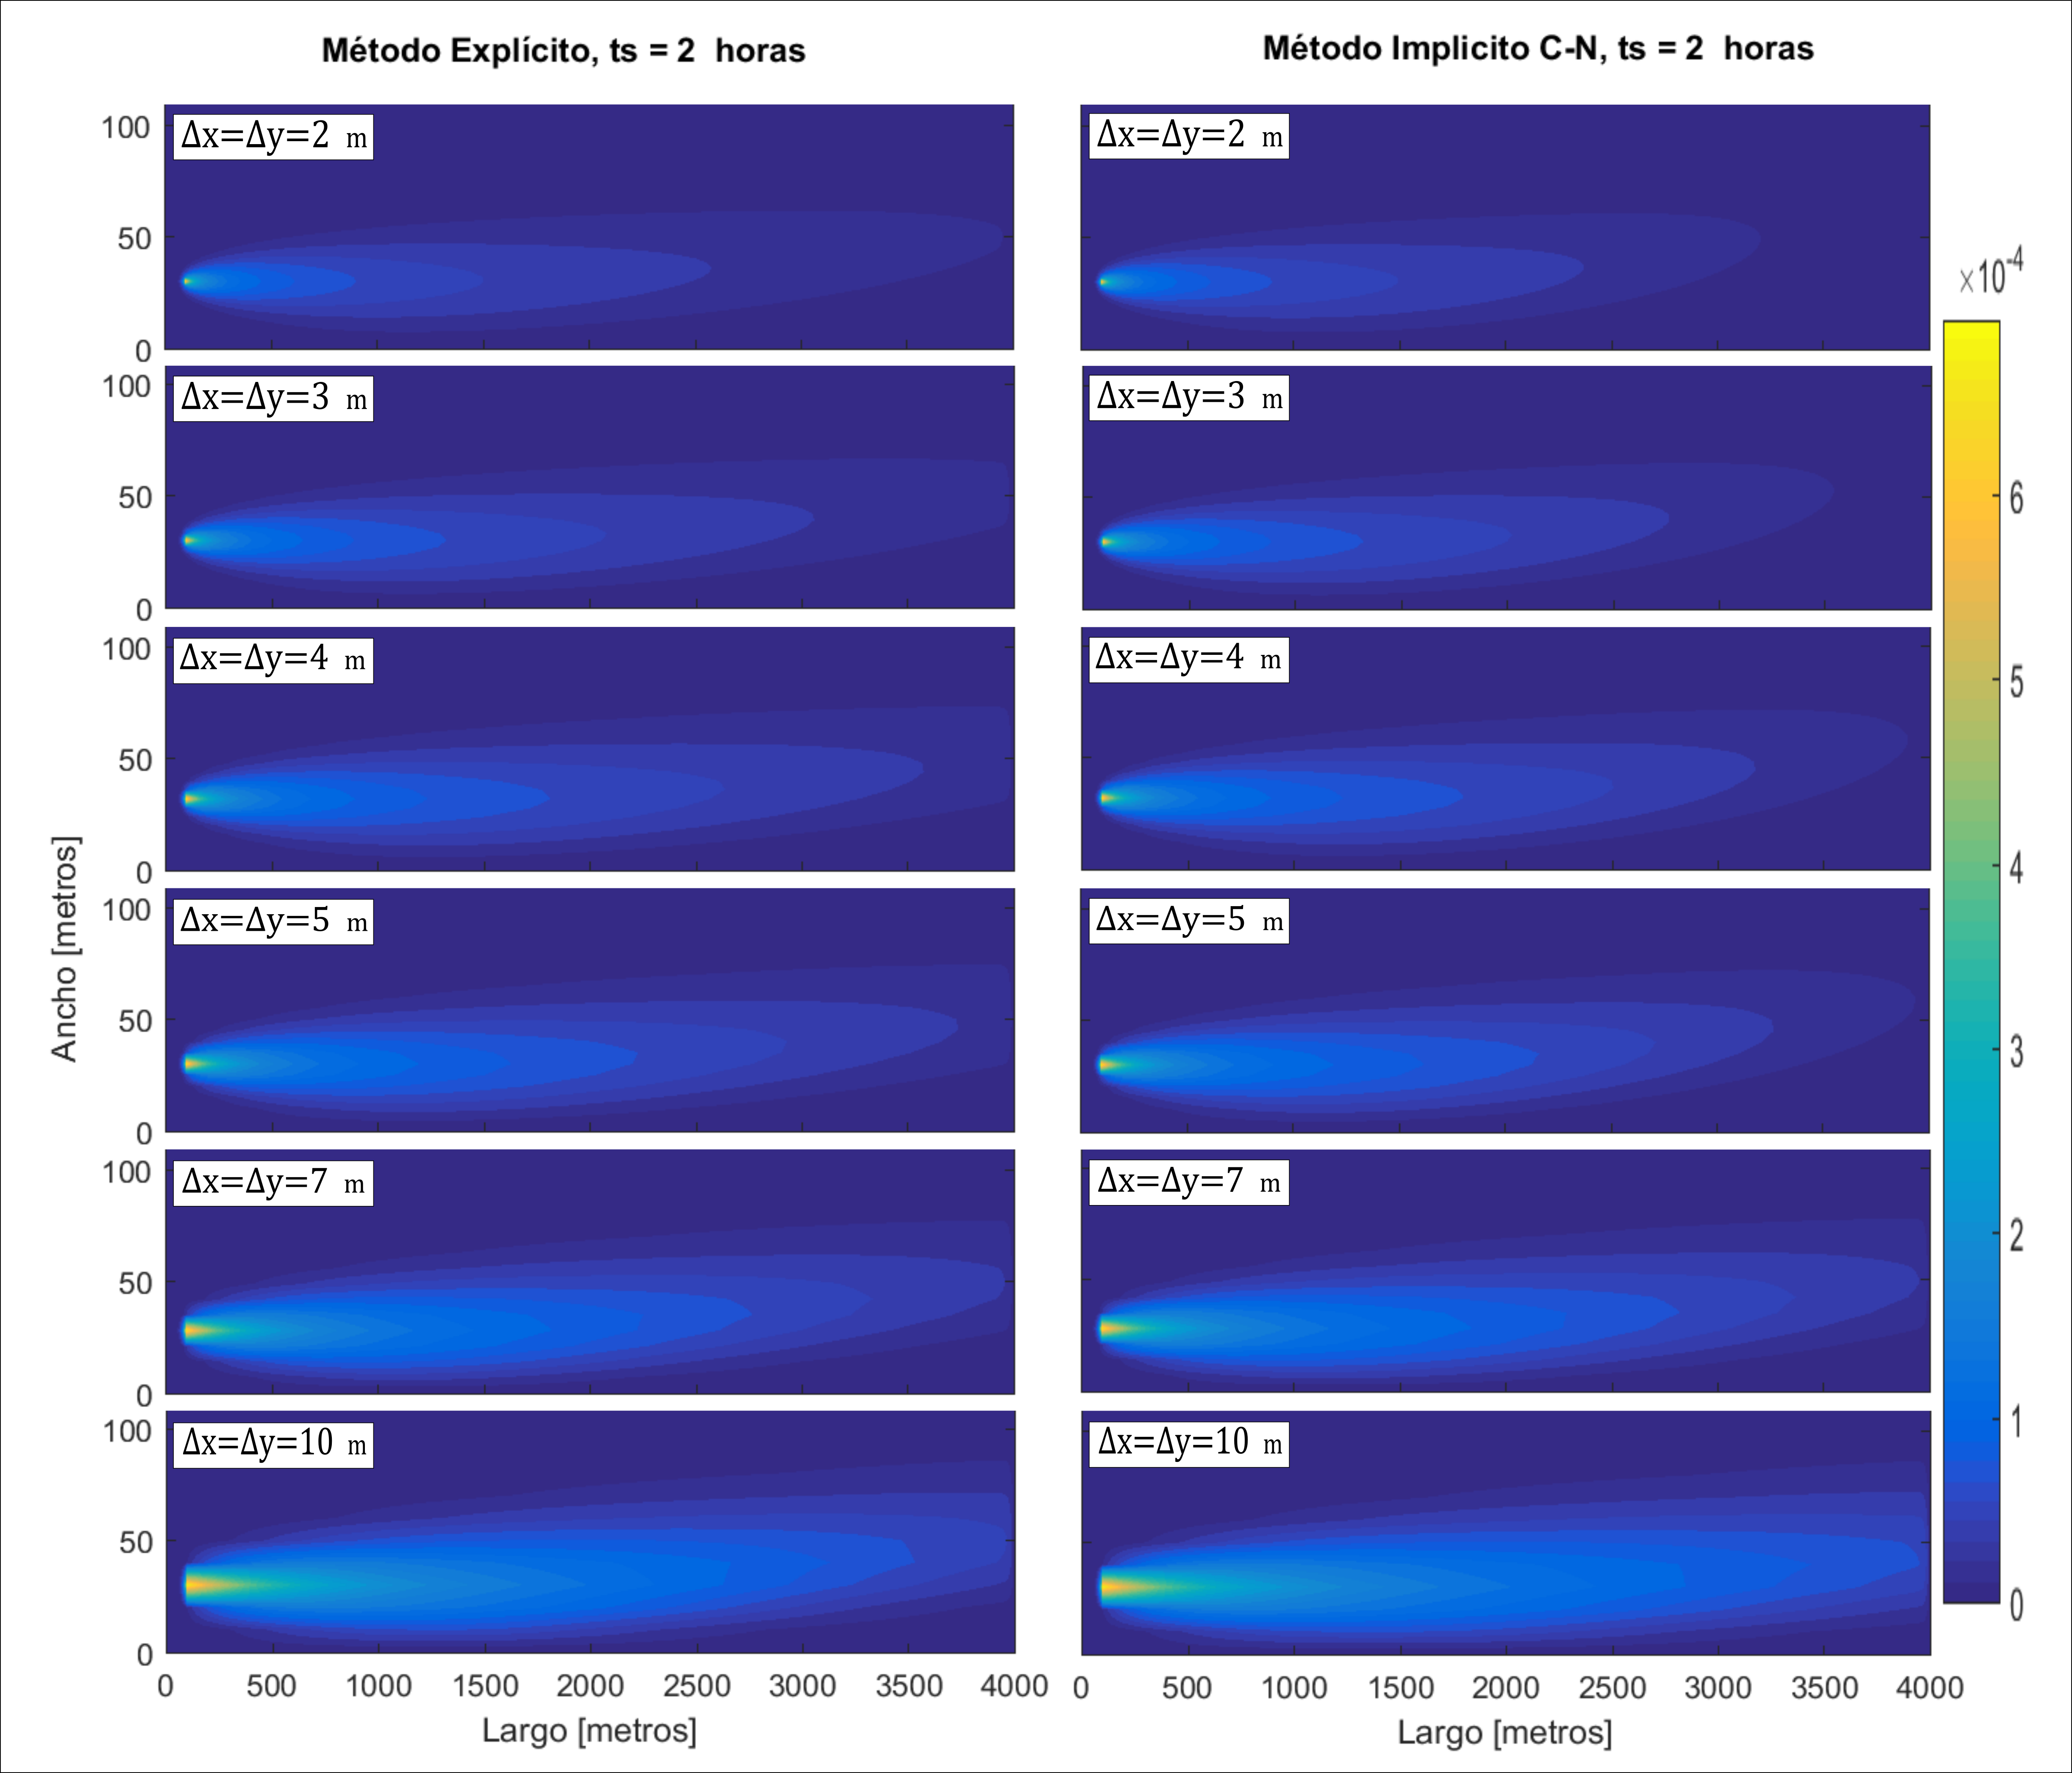 Método Explícito, ts = 2 horas
Método Implicito C-N, ts = 2 horas
Δx=Δy=2 m
Δx=Δy=2 m
100
50
0
×10-4
Δx=Δy=3 m
Δx=Δy=3 m
100
50
0
Δx=Δy=4 m
Δx=Δy=4 m
100
50
0
Δx=Δy=5 m
Δx=Δy=5 m
100
50
0
Δx=Δy=7 m
Δx=Δy=7 m
100
50
0
Δx=Δy=10 m
Δx=Δy=10 m
100
50
0
Ancho [metros]
6
5
4
3
2
1
0
0 500 1000 1500 2000 2500 3000 3500 4000
0 500 1000 1500 2000 2500 3000 3500 4000
Largo [metros]
Largo [metros]